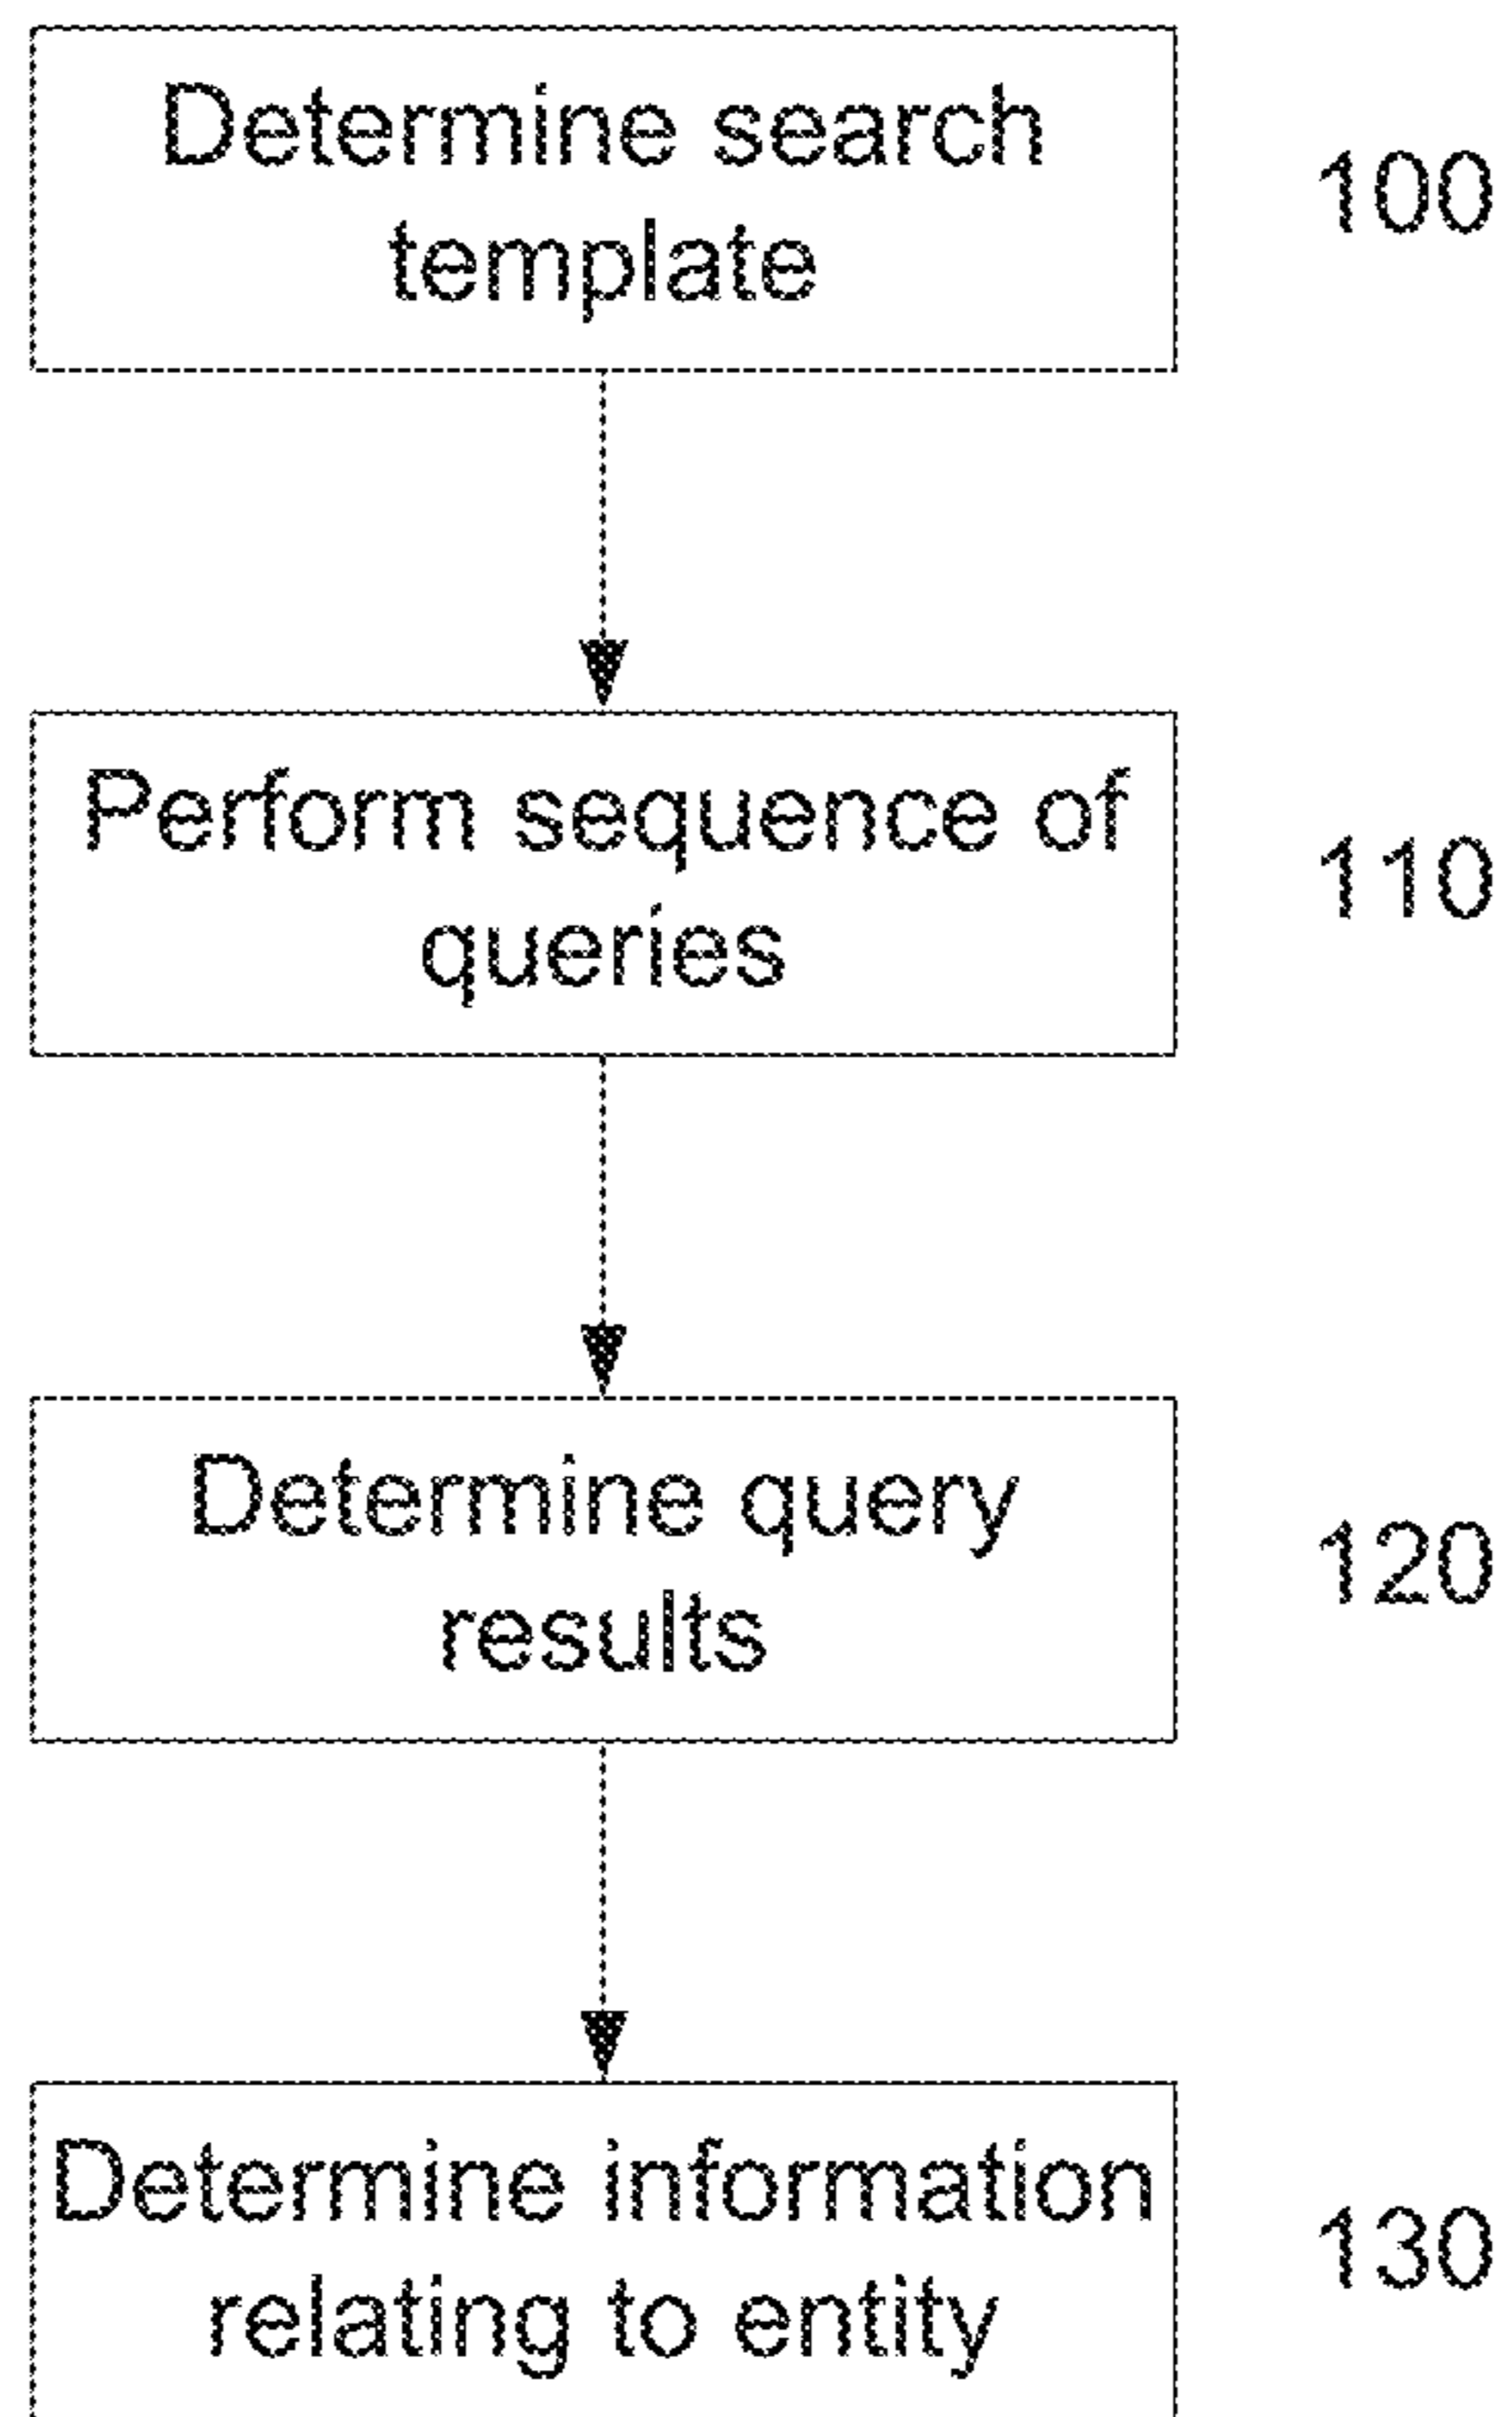 Determine search
template
100
Perform sequence of
queries
110
Determine query
results
120
Determine information
relating to entity
130